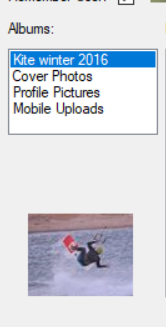 Albums:
Kite winter 2016
Cover Photos
Profile Pictures
Mobile Uploads